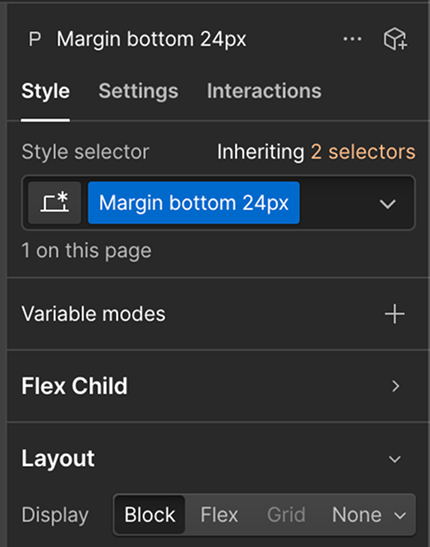 P Margin bottom 24px
Style Settings Interactions
Style selector Inheriting 2 selectors
Margin bottom 24px
1 on this page
Variable modes
Flex Child
Layout
Display Block Flex Grid None